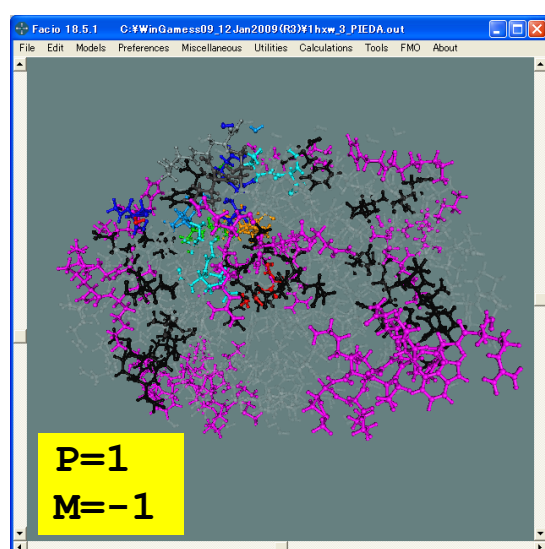 Facio 18.5.1 C:¥WinGamess09_12Jan2009(R3)¥1hxw_3_PIEDA.out
File Edit Models Preferences Miscellaneous Utilities Calculations Tools FMO About
P=1
M=-1